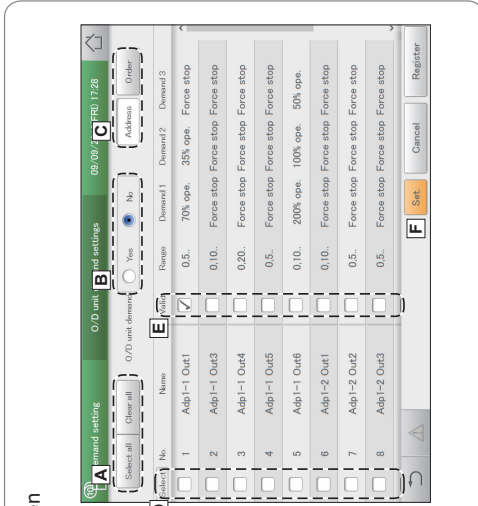 en
Demand setting
O/D unit demand settings
09/09/2 (FRI) 17:28
A
B
C
Select all Clear all
O/D unit demand
Yes No
Address Order
E
Select No. Name Valid Range Demand 1 Demand 2 Demand 3
1 Adp1-1 Out1 0,5.. 70% ope. 35% ope. Force stop
2 Adp1-1 Out3 0,10.. Force stop Force stop Force stop
3 Adp1-1 Out4 0,20.. Force stop Force stop Force stop
4 Adp1-1 Out5 0,5.. Force stop Force stop Force stop
5 Adp1-1 Out6 0,10.. 200% ope. 100% ope. 50% ope.
6 Adp1-2 Out1 0,10.. Force stop Force stop Force stop
7 Adp1-2 Out2 0,5.. Force stop Force stop Force stop
8 Adp1-2 Out3 0,5.. Force stop Force stop Force stop
F
Set Cancel Register